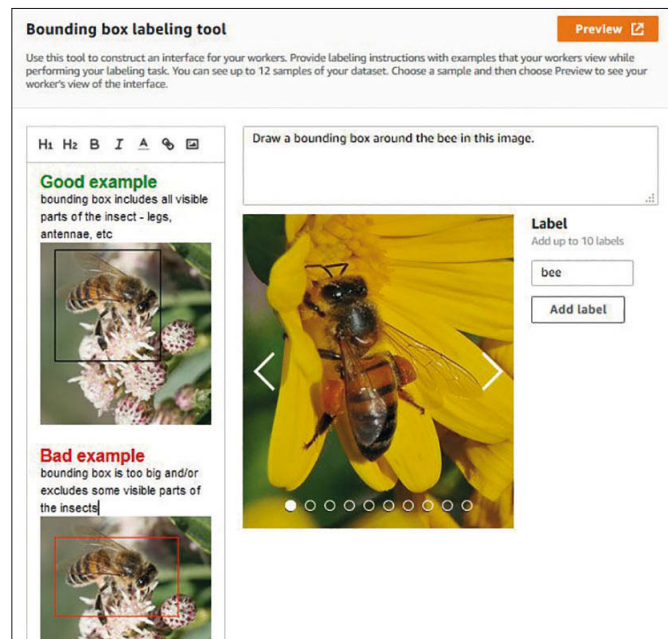 Bounding box labeling tool
Preview
Use this tool to construct an interface for your workers. Provide labeling instructions with examples that your workers view while
performing your labeling task. You can see up to 12 samples of your dataset. Choose a sample and then choose Preview to see your
worker's view of the interface.
H1 H2 B I A
Good example
bounding box includes all visible
parts of the insect - legs,
antennae, etc
Bad example
bounding box is too big and/or
excludes some visible parts of
the insects
Draw a bounding box around the bee in this image.
Label
Add up to 10 labels
bee
Add label